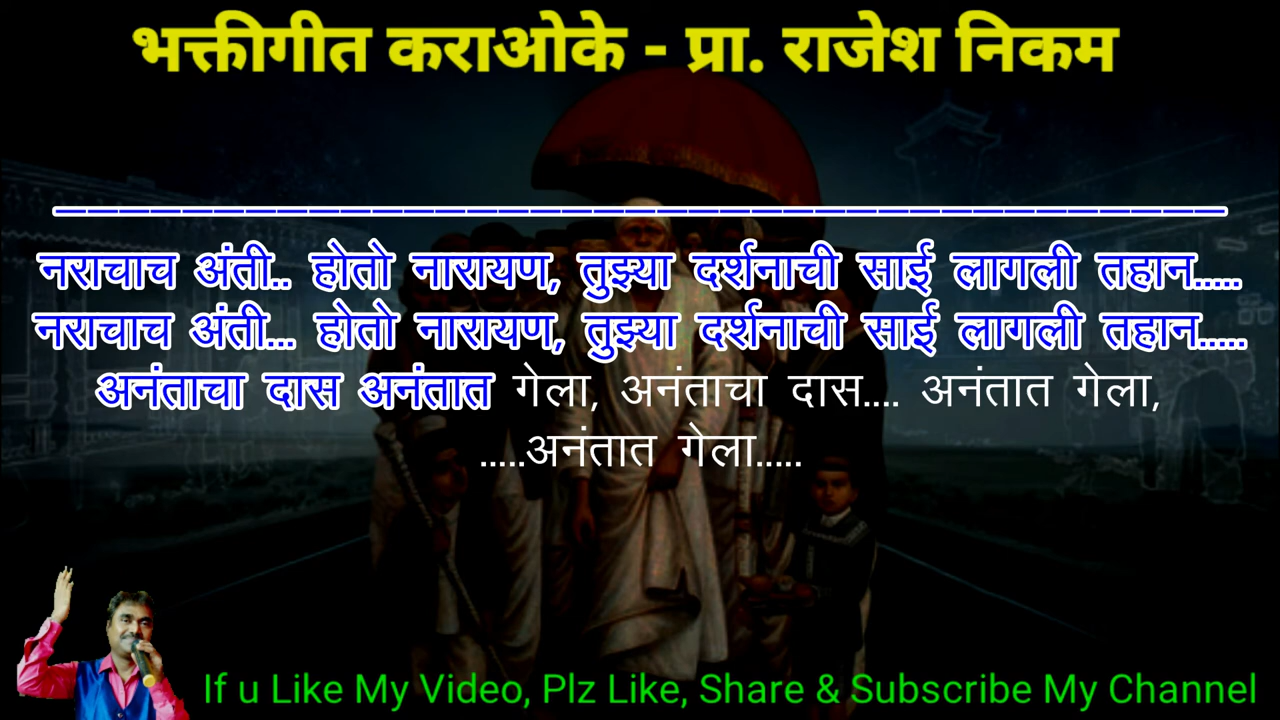 भक्तीगीत कराओके - प्रा. राजेश निकम
नराचाच अंती.. होतो नारायण, तुझ्या दर्शनाची साई लागली तहान.....
नराचाच अंती... होतो नारायण, तुझ्या दर्शनाची साई लागली तहान.....
अनंताचा दास अनंतात गेला, अनंताचा दास.... अनंतात गेला,
.....अनंतात गेला.....
If u Like My Video, Plz Like, Share & Subscribe My Channel